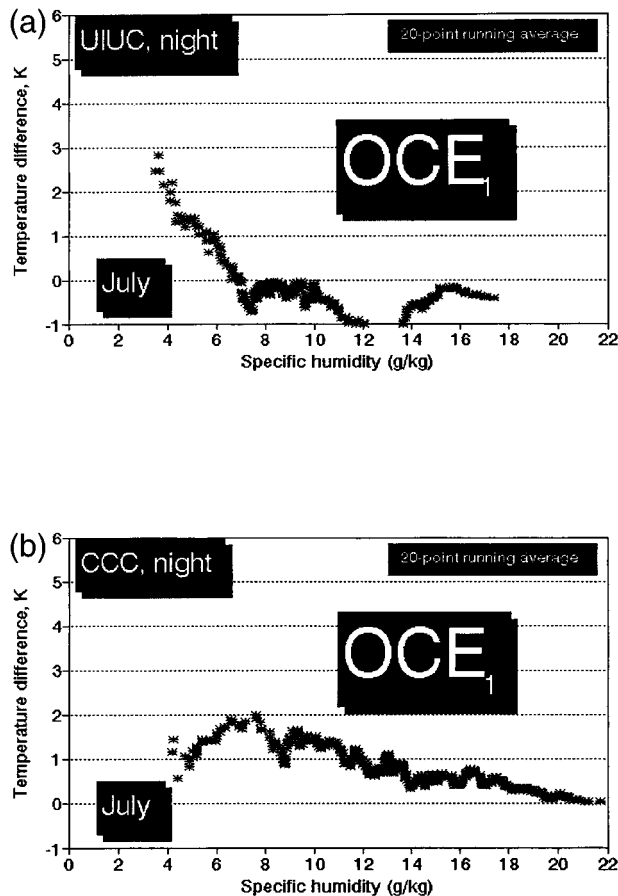 (a)
UIUC, night
20-point running average
OCE1
July
Temperature difference, K
6
5
4
3
2
1
0
-1
0 2 4 6 8 10 12 14 16 18 20 22
Specific humidity (g/kg)
(b)
CCC, night
20-point running average
OCE1
July
Temperature difference, K
6
5
4
3
2
1
0
-1
0 2 4 6 8 10 12 14 16 18 20 22
Specific humidity (g/kg)